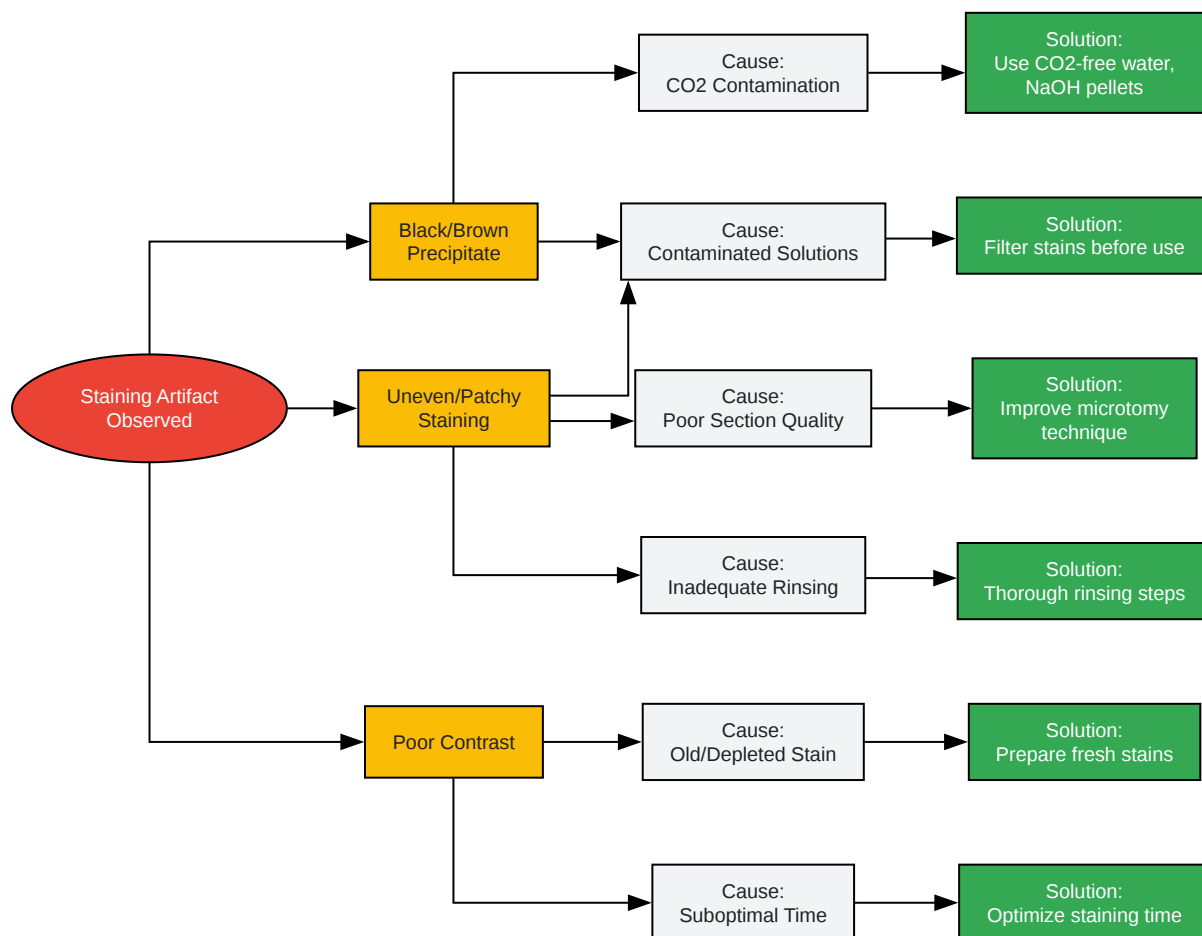 Cause:
CO2 Contamination
Solution:
Use CO2-free water,
NaOH pellets
Black/Brown
Precipitate
Cause:
Contaminated Solutions
Solution:
Filter stains before use
Staining Artifact
Observed
Uneven/Patchy
Staining
Cause:
Poor Section Quality
Solution:
Improve microtomy
technique
Cause:
Inadequate Rinsing
Solution:
Thorough rinsing steps
Poor Contrast
Cause:
Old/Depleted Stain
Solution:
Prepare fresh stains
Cause:
Suboptimal Time
Solution:
Optimize staining time